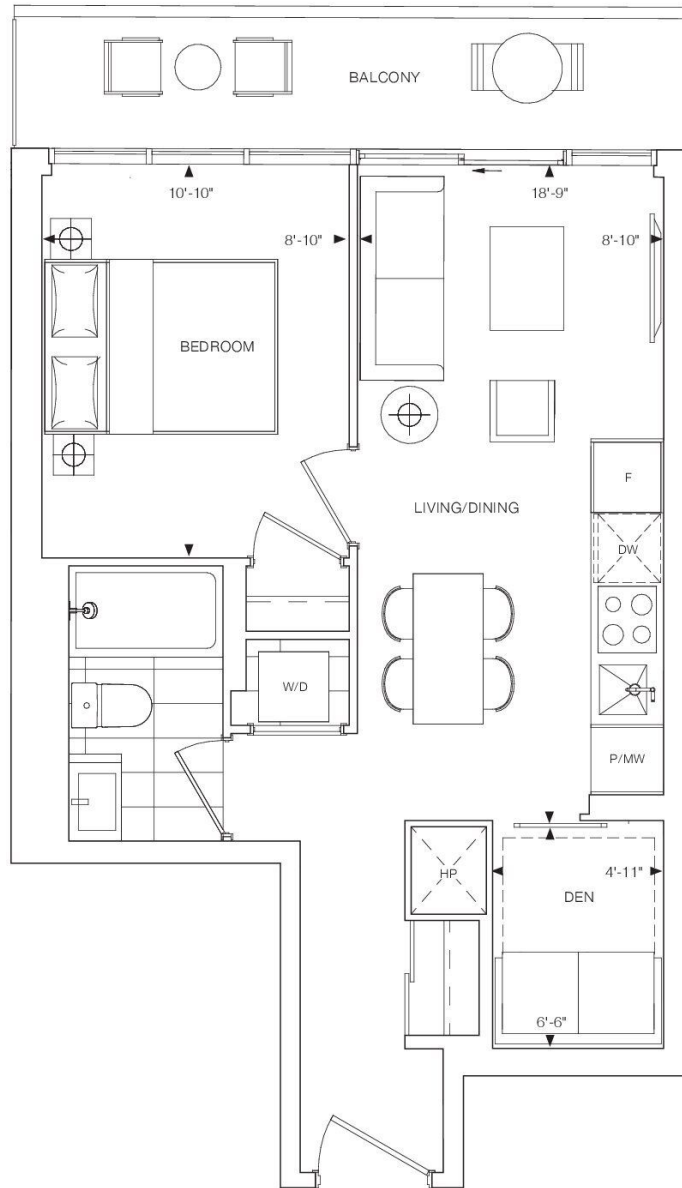 BALCONY
10'-10"
18'-9"
8'-10"
8'-10"
BEDROOM
F
LIVING/DINING
DW
W/D
P/MW
HP
4'-11"
DEN
6'-6"